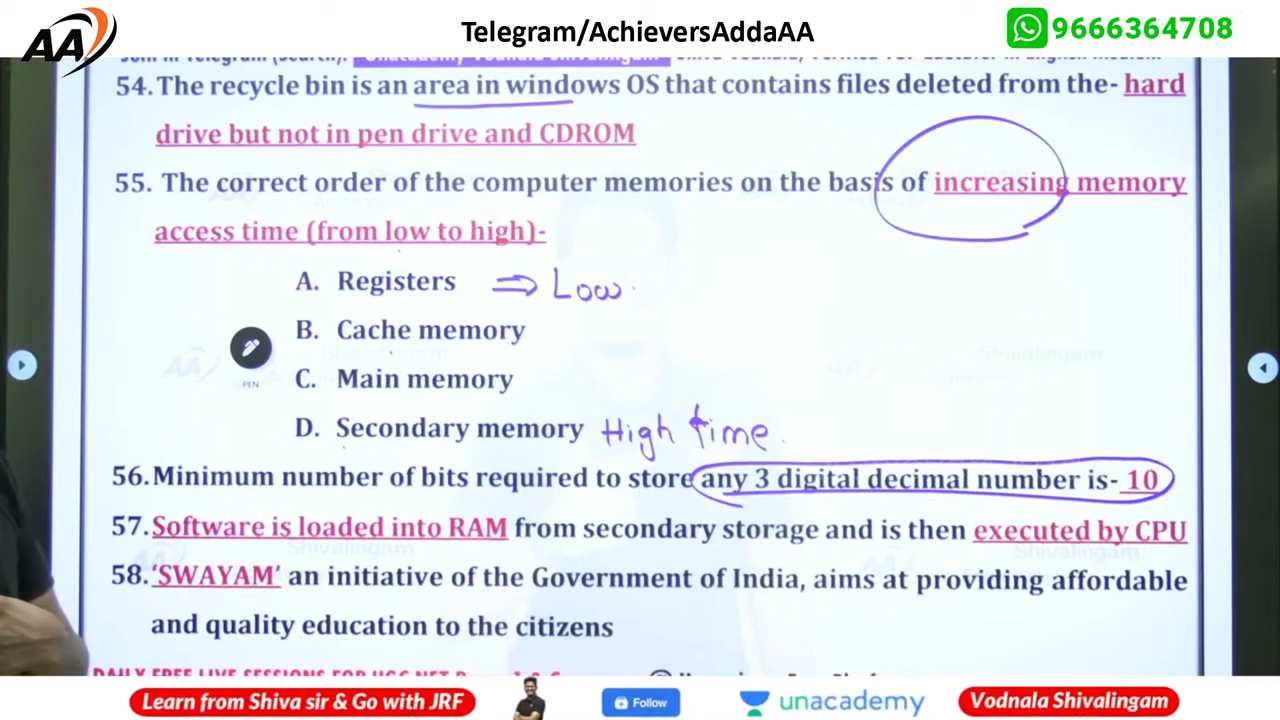 AA
Telegram/AchieversAddaAA
9666364708
54. The recycle bin is an area in windows OS that contains files deleted from the- hard
drive but not in pen drive and CDROM
55. The correct order of the computer memories on the basis of increasing memory
access time (from low to high)-
A. Registers ⇒ Low.
B. Cache memory
PEN
C. Main memory
D. Secondary memory High time.
56. Minimum number of bits required to store any 3 digital decimal number is- 10
57. Software is loaded into RAM from secondary storage and is then executed by CPU
58. 'SWAYAM' an initiative of the Government of India, aims at providing affordable
and quality education to the citizens
Learn from Shiva sir & Go with JRF
Follow
unacademy
Vodnala Shivalingam